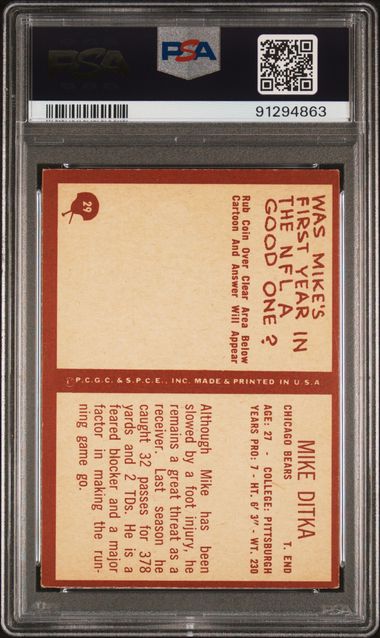 PSA
PSA
91294863
29
WAS MIKE'S
FIRST YEAR IN
THE NFL A
GOOD ONE?
Rub Coin Over Clear Area Below
Cartoon And Answer Will Appear
P.C.G.C. & S.P.C.E., INC. MADE & PRINTED IN U.S.A
MIKE DITKA
CHICAGO BEARS T. END
AGE: 27 - COLLEGE: PITTSBURGH
YEARS PRO: 7 - HT. 6' 3" - WT. 230
Although Mike has been
slowed by a foot injury, he
remains a great threat as a
receiver. Last season he
caught 32 passes for 378
yards and 2 TDs. He is a
feared blocker and a major
factor in making the run-
ning game go.